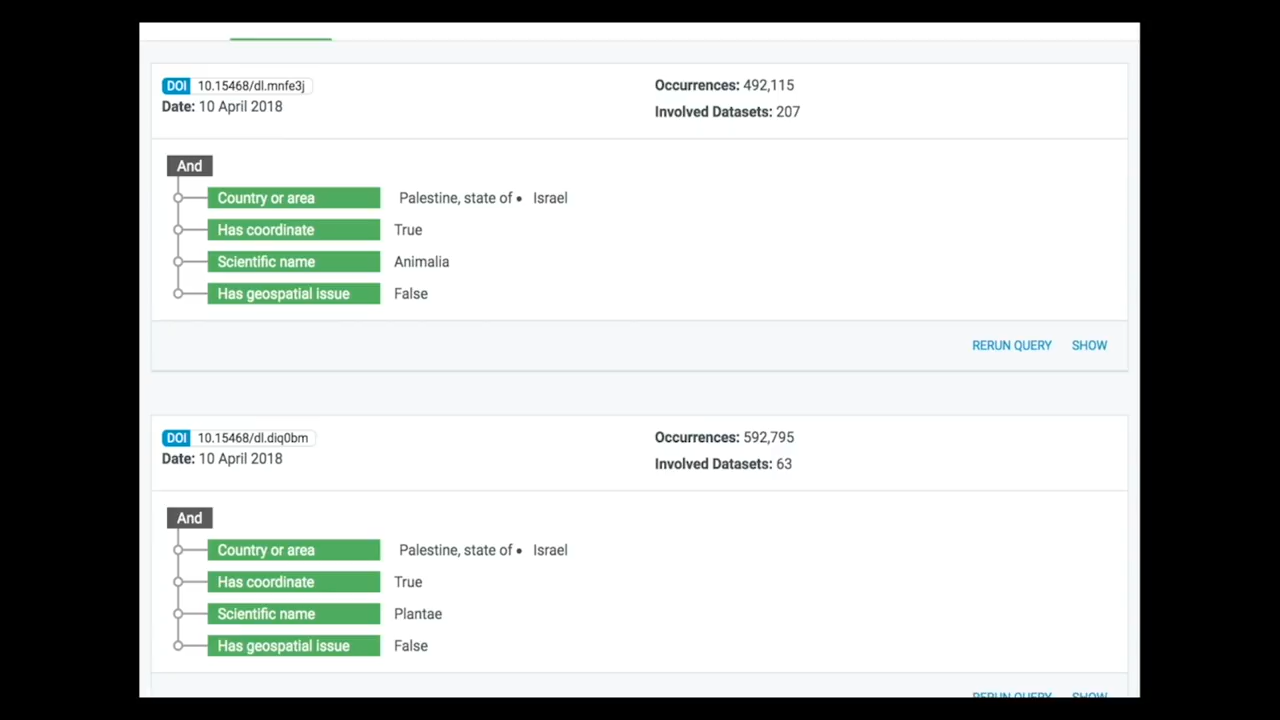 DOI 10.15468/dl.mnfe3j
Date: 10 April 2018
Occurrences: 492,115
Involved Datasets: 207
And
Country or area Palestine, state of • Israel
Has coordinate True
Scientific name Animalia
Has geospatial issue False
RERUN QUERY SHOW
DOI 10.15468/dl.diq0bm
Date: 10 April 2018
Occurrences: 592,795
Involved Datasets: 63
And
Country or area Palestine, state of • Israel
Has coordinate True
Scientific name Plantae
Has geospatial issue False
RERUN QUERY SHOW